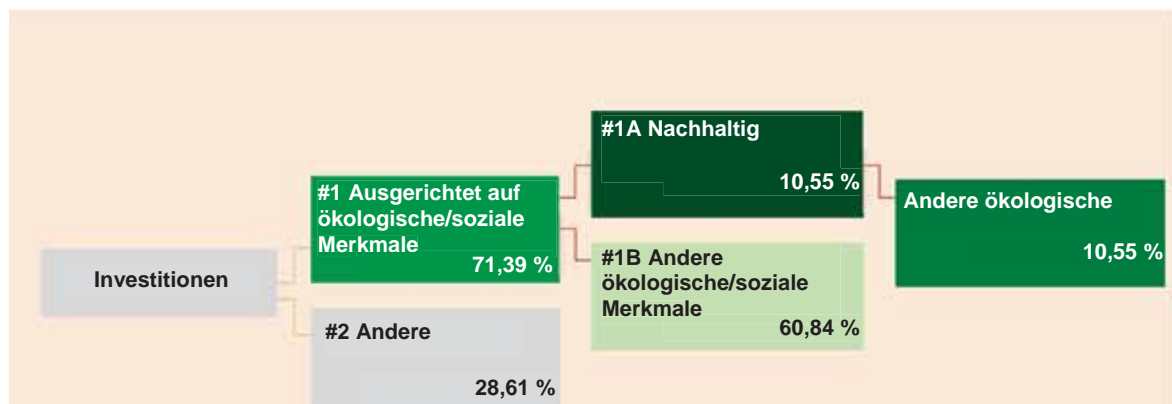 Investitionen
#1 Ausgerichtet auf
ökologische/soziale
Merkmale
71,39 %
#2 Andere
28,61 %
#1A Nachhaltig
10,55 %
#1B Andere
ökologische/soziale
Merkmale
60,84 %
Andere ökologische
10,55 %